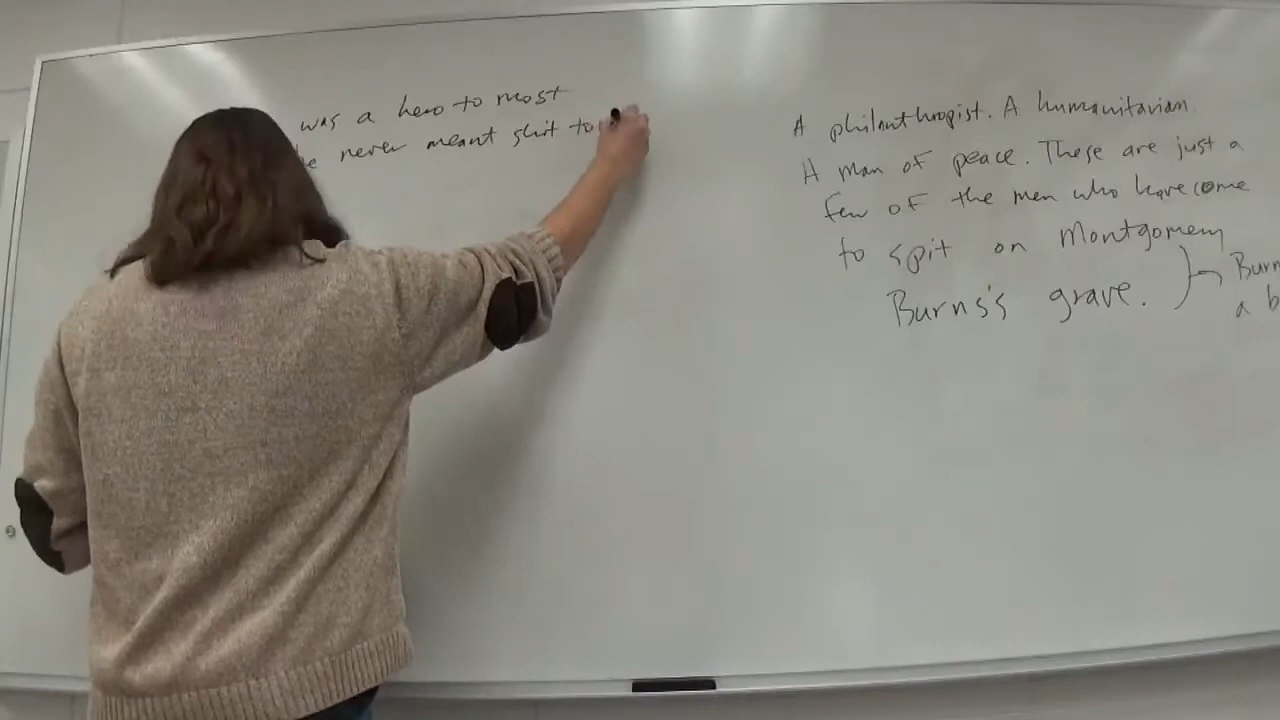 was a hero to most
never meant shit to
A philanthropist. A humanitarian
A man of peace. These are just a
few of the men who have come
to spit on Montgomery
Burns's grave.
a